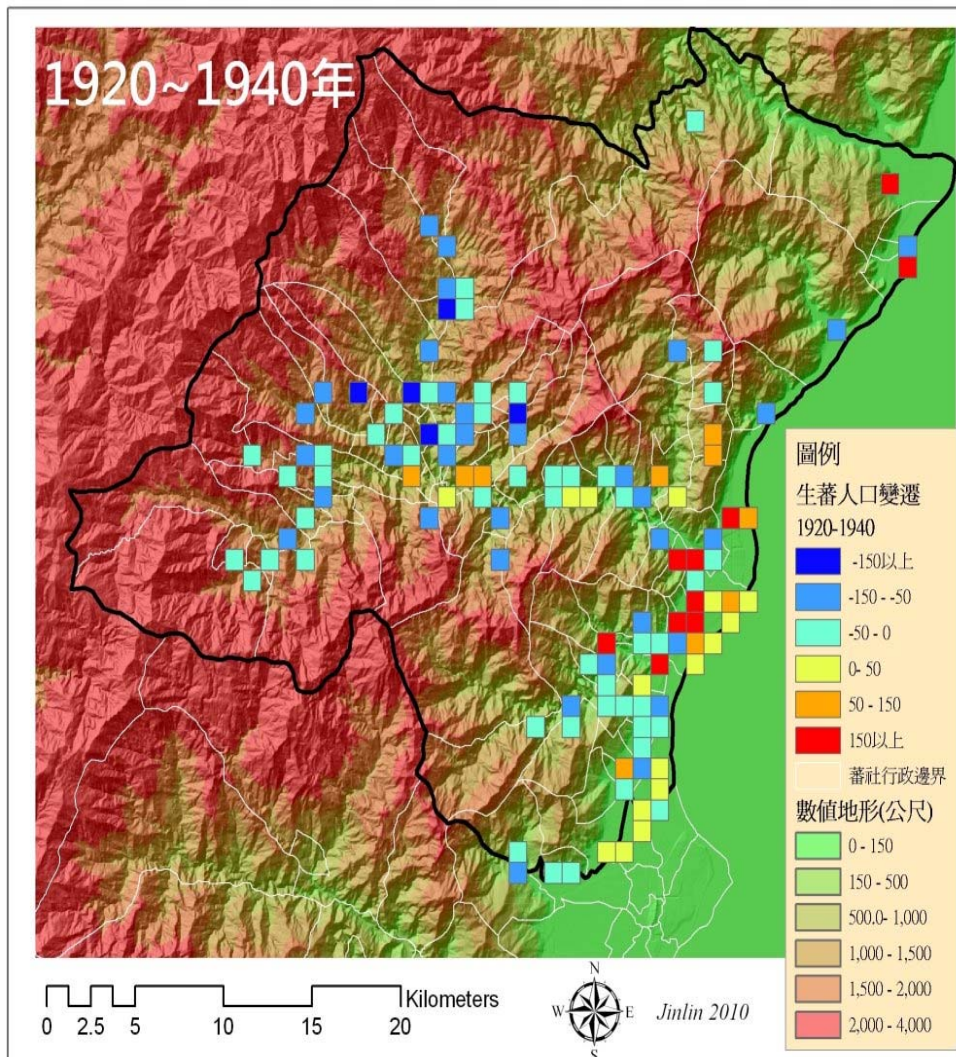 1920~1940年
圖例
生蕃人口變遷
1920-1940
-150以上
-150 - -50
-50 - 0
0 - 50
50 - 150
150以上
蕃社行政邊界
數值地形(公尺)
0 - 150
150 - 500
500.0- 1,000
1,000 - 1,500
1,500 - 2,000
2,000 - 4,000
Kilometers
0 2.5 5 10 15 20
N
W E
S
Jinlin 2010